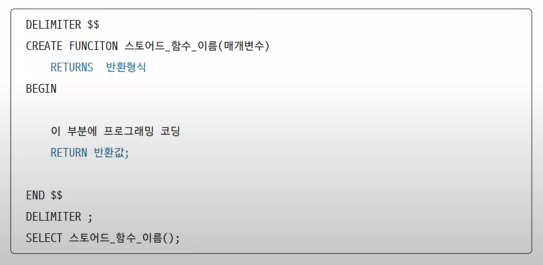 DELIMITER $$
CREATE FUNCITON 스토어드_함수_이름(매개변수)
RETURNS 반환형식
BEGIN
이 부분에 프로그래밍 코딩
RETURN 반환값;
END $$
DELIMITER ;
SELECT 스토어드_함수_이름();